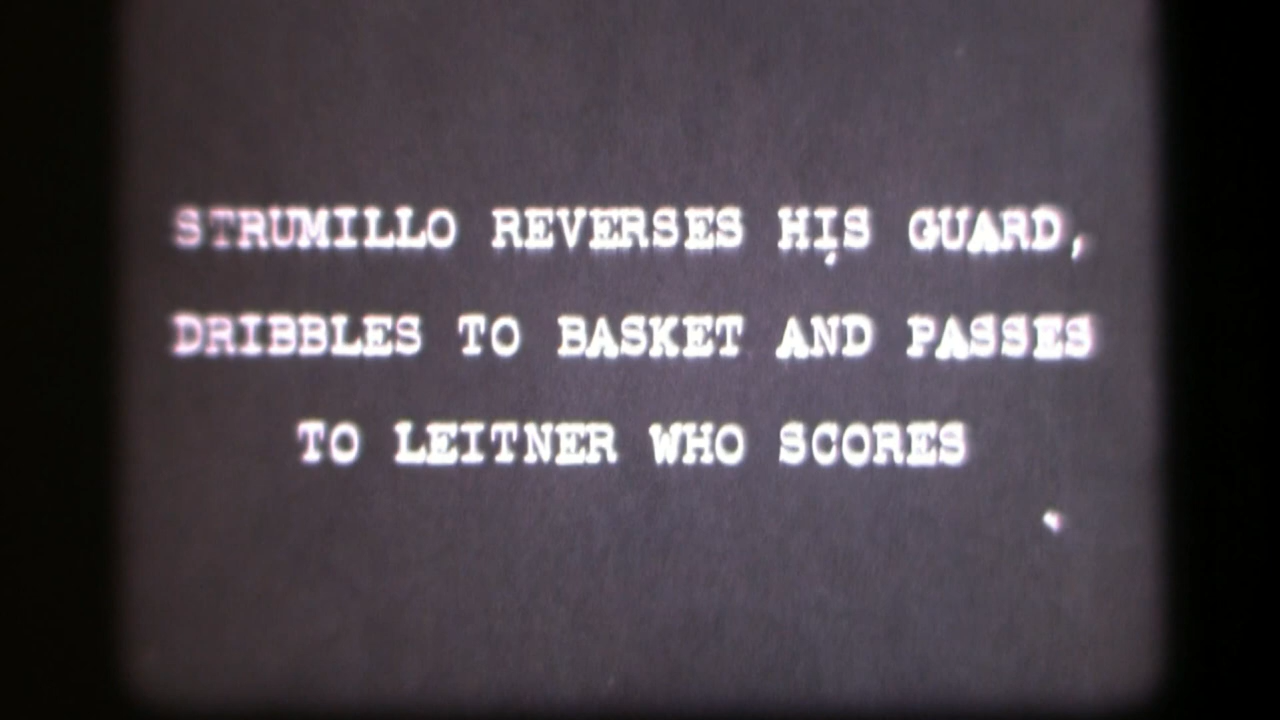 STRUMILLO REVERSES HIS GUARD,
DRIBBLES TO BASKET AND PASSES
TO LEITNER WHO SCORES